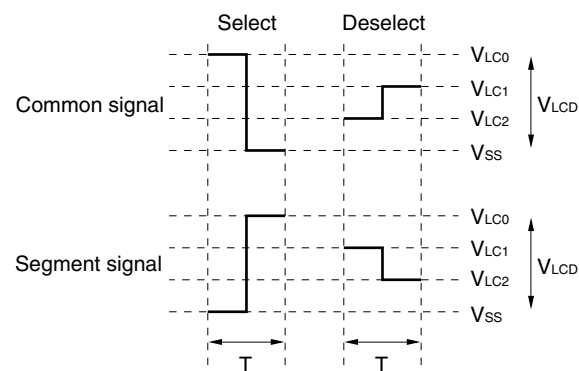 Select Deselect
VLC0
VLC1
Common signal
VLCD
VLC2
VSS
VLC0
VLC1
Segment signal
VLCD
VLC2
VSS
T T